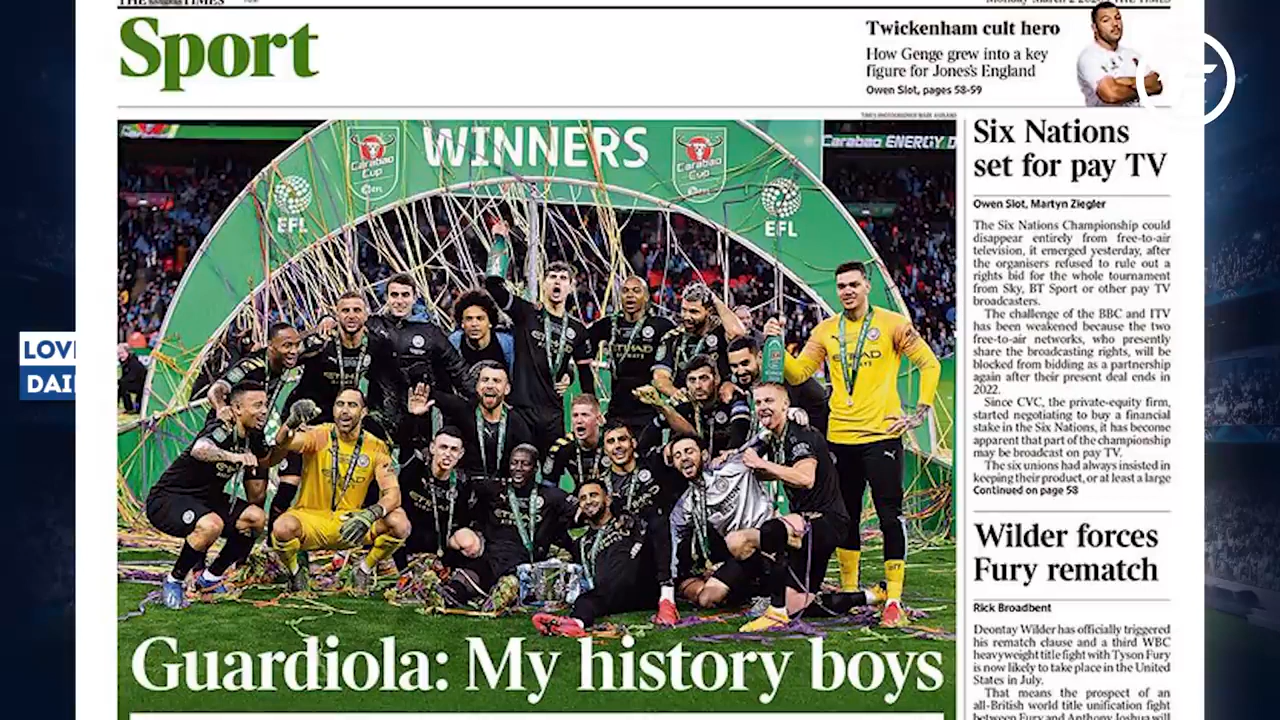 THE TIMES
Monday March 2 2020 THE TIMES
Sport
Twickenham cult hero
How Genge grew into a key
figure for Jones's England
Owen Slot, pages 58-59
WINNERS
Carabao
Cup
EFL
Carabao
Cup
EFL
Carabao ENERGY D
EFL
EFL
ETIHAD
AIRWAYS
Guardiola: My history boys
Six Nations
set for pay TV
Owen Slot, Martyn Ziegler
The Six Nations Championship could
disappear entirely from free-to-air
television, it emerged yesterday, after
the organisers refused to rule out a
rights bid for the whole tournament
from Sky, BT Sport or other pay TV
broadcasters.
The challenge of the BBC and ITV
has been weakened because the two
free-to-air networks, who presently
share the broadcasting rights, will be
blocked from bidding as a partnership
again after their present deal ends in
2022.
Since CVC, the private-equity firm,
started negotiating to buy a financial
stake in the Six Nations, it has become
apparent that part of the championship
may be broadcast on pay TV.
The six unions had always insisted in
keeping their product, or at least a large
Continued on page 58
Wilder forces
Fury rematch
Rick Broadbent
Deontay Wilder has officially triggered
his rematch clause and a third WBC
heavyweight title fight with Tyson Fury
is now likely to take place in the United
States in July.
That means the prospect of an
all-British world title unification fight
between Fury and Anthony Joshua will
LOVE
DAI